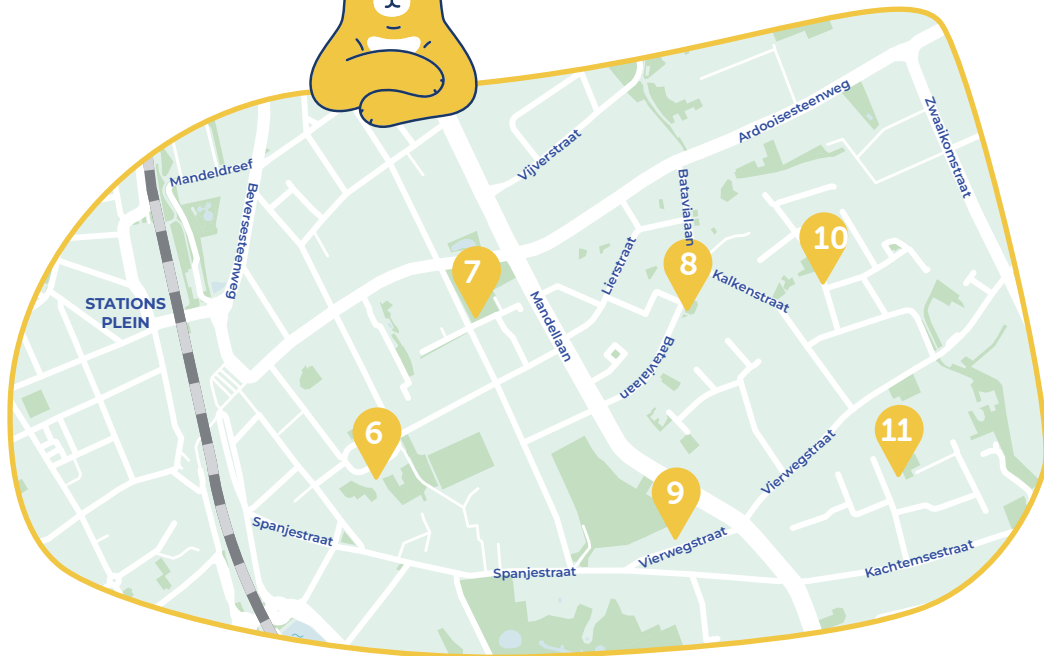 Vijverstraat
Ardooisesteenweg
Zwaaikomstraat
Mandeldreef
Beversesteenweg
Batavialaan
10
7
8
Lierstraat
Kalkenstraat
STATIONS
PLEIN
Mandellaan
Batavialaan
6
11
Vierwegstraat
9
Spanjestraat
Vierwegstraat
Spanjestraat
Kachtemsestraat